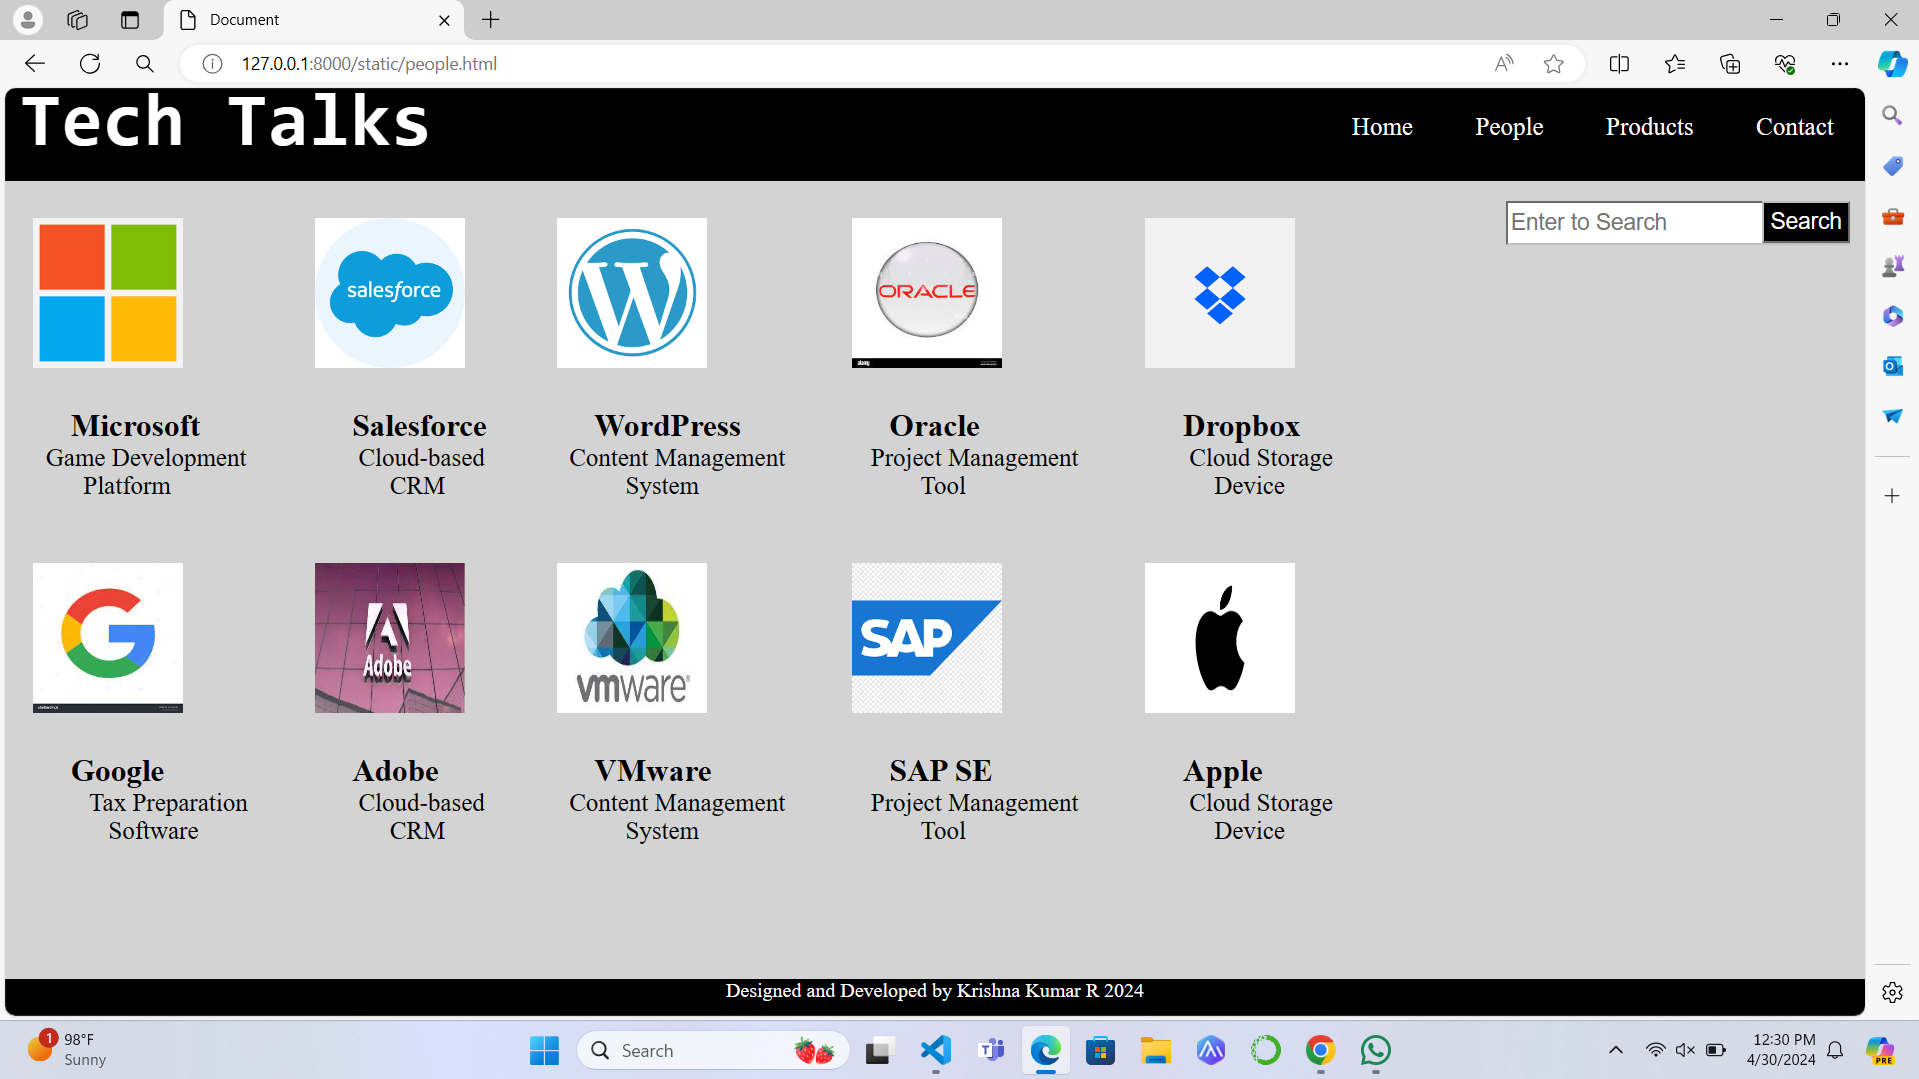 Document
127.0.0.1:8000/static/people.html
Tech Talks
Home People Products Contact
Enter to Search Search
salesforce
ORACLE
alamy
Microsoft
Game Development
Platform
Salesforce
Cloud-based
CRM
WordPress
Content Management
System
Oracle
Project Management
Tool
Dropbox
Cloud Storage
Device
Adobe
vmware®
SAP
Google
Tax Preparation
Software
Adobe
Cloud-based
CRM
VMware
Content Management
System
SAP SE
Project Management
Tool
Apple
Cloud Storage
Device
Designed and Developed by Krishna Kumar R 2024
1
98°F
Sunny
Search
12:30 PM
4/30/2024
PRE